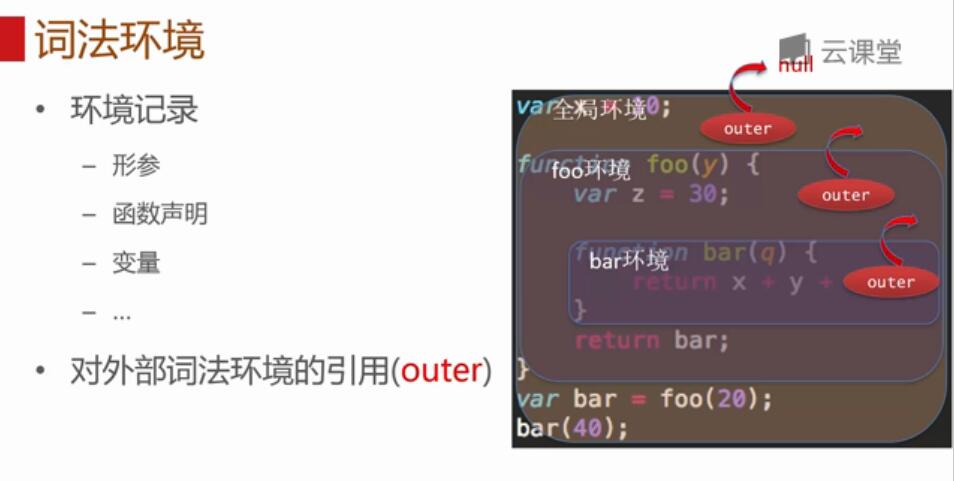 词法环境
云课堂
null
• 环境记录
– 形参
– 函数声明
– 变量
– ...
• 对外部词法环境的引用(outer)
var x = 10;
全局环境
outer
function foo(y) {
foo环境
var z = 30;
outer
function bar(q) {
bar环境
return x + y +
outer
}
return bar;
}
var bar = foo(20);
bar(40);